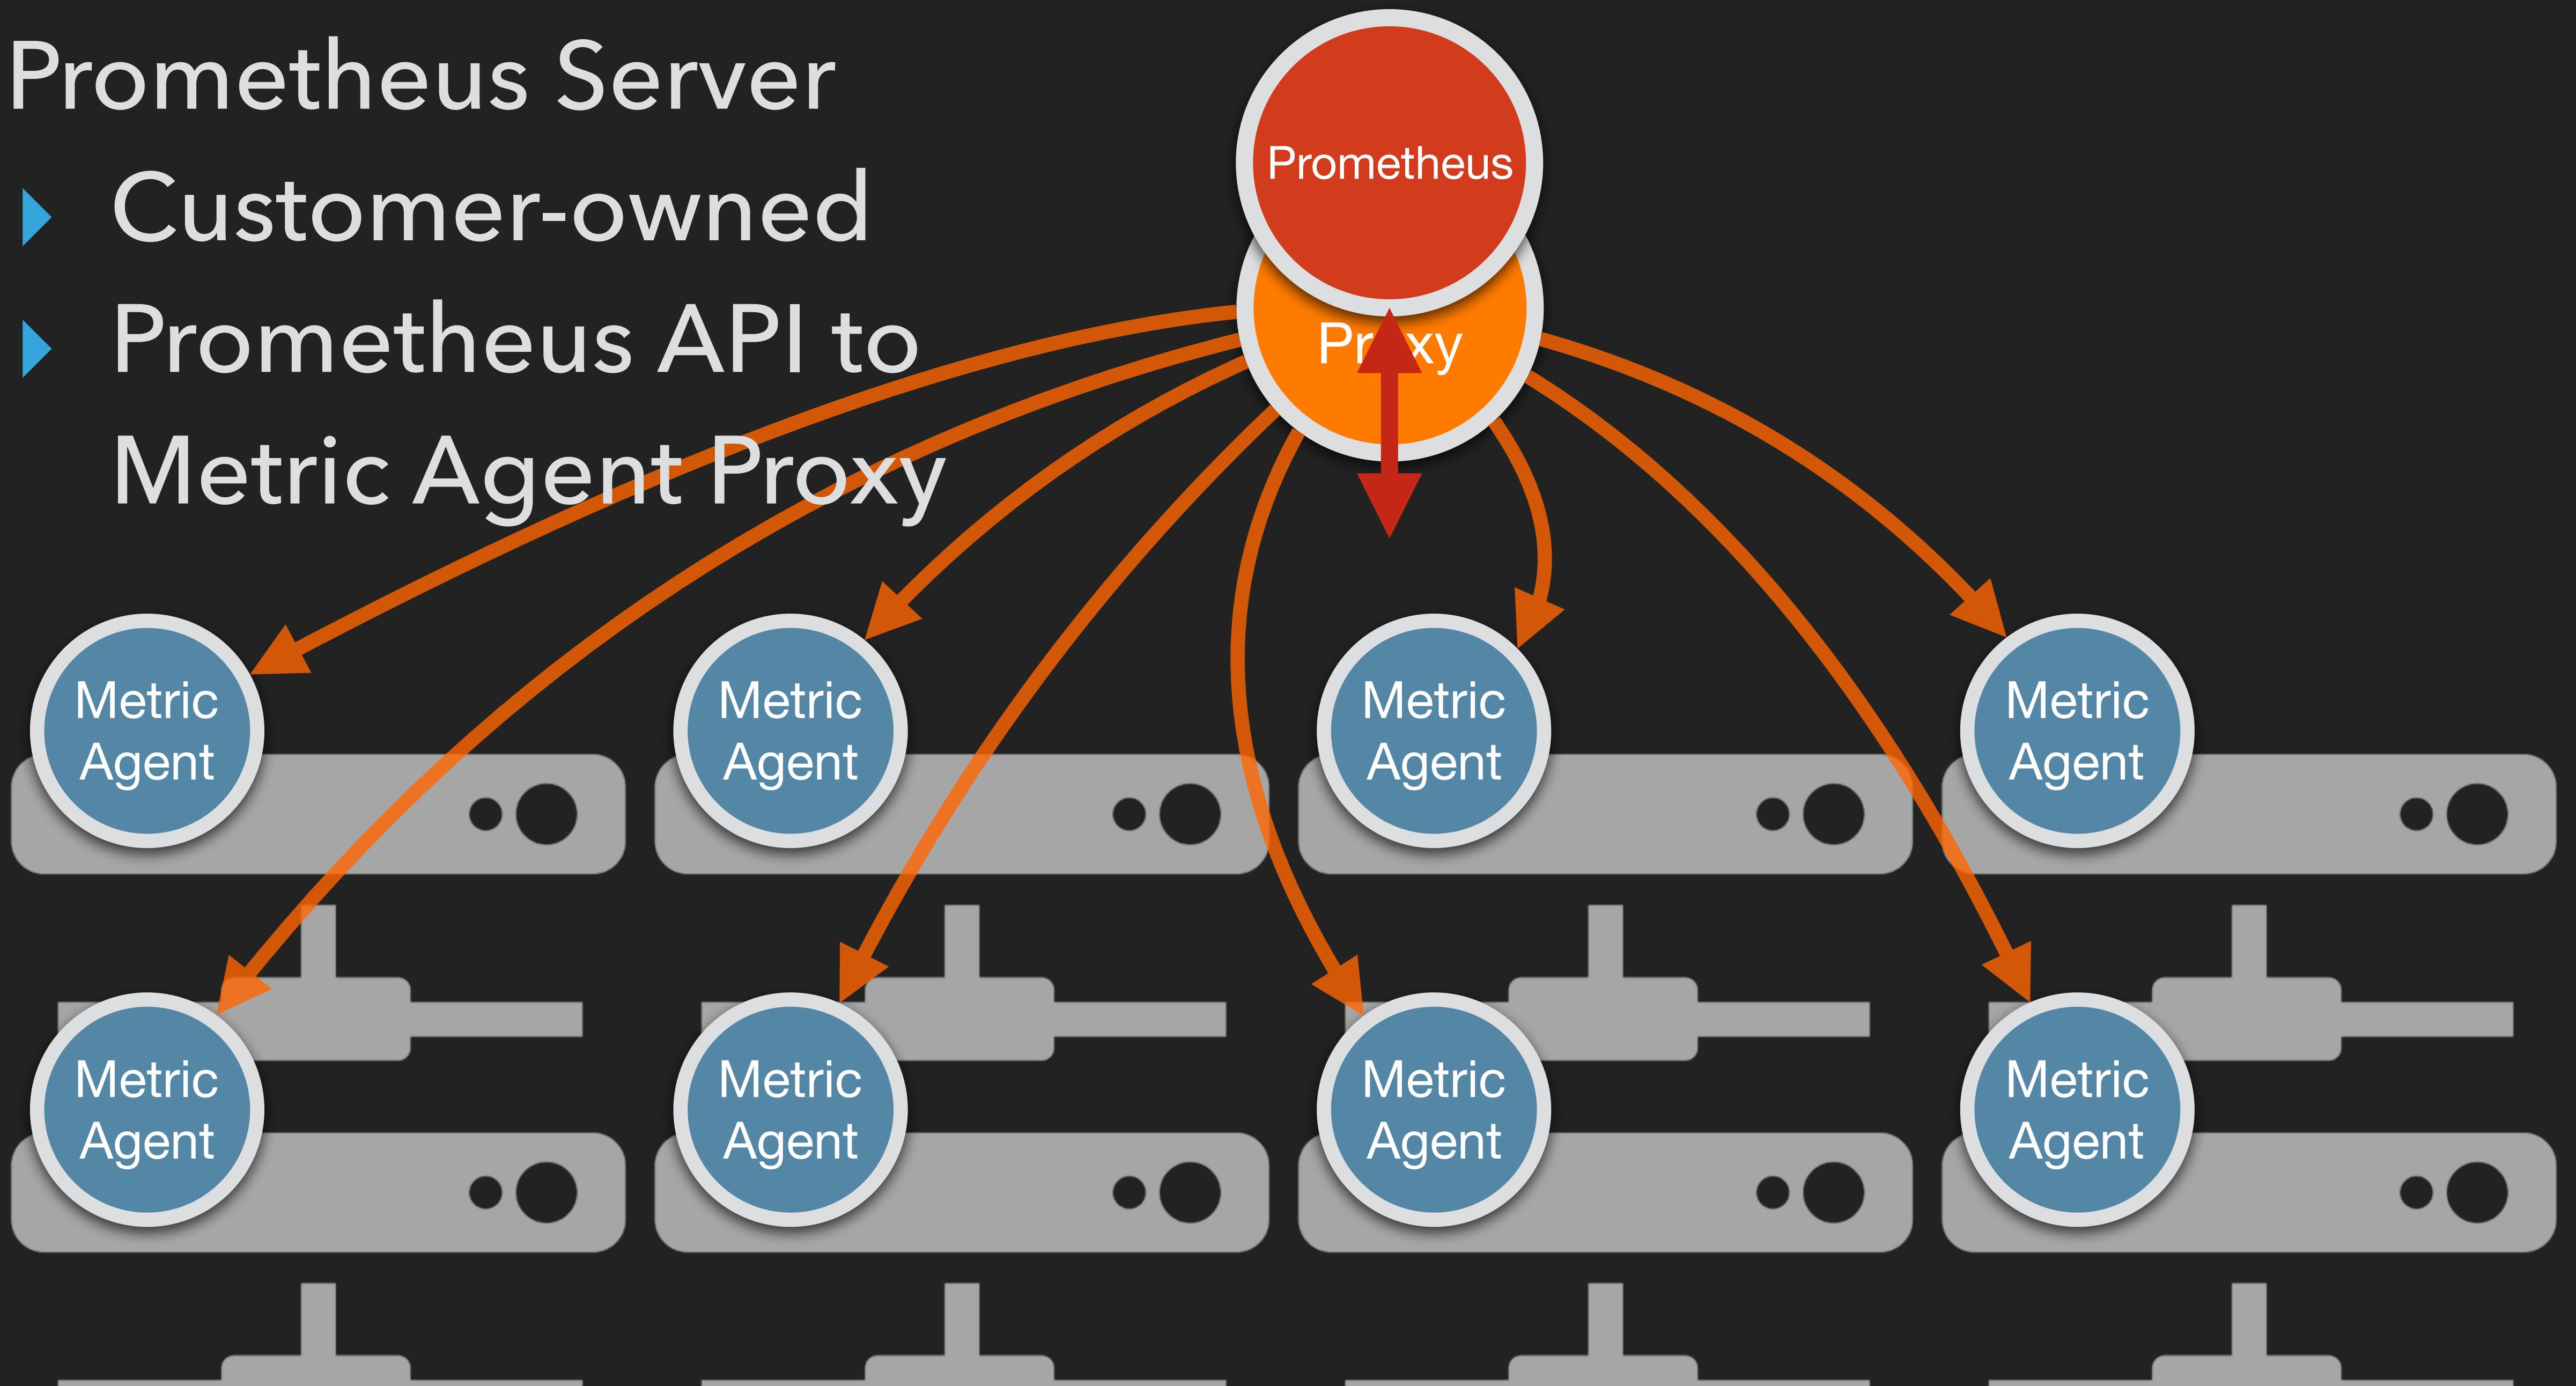 Prometheus Server
Customer-owned
Prometheus API to
Metric Agent Proxy
Prometheus
Metric
Agent
Metric
Agent
Metric
Agent
Metric
Agent
Metric
Agent
Metric
Agent
Metric
Agent
Metric
Agent